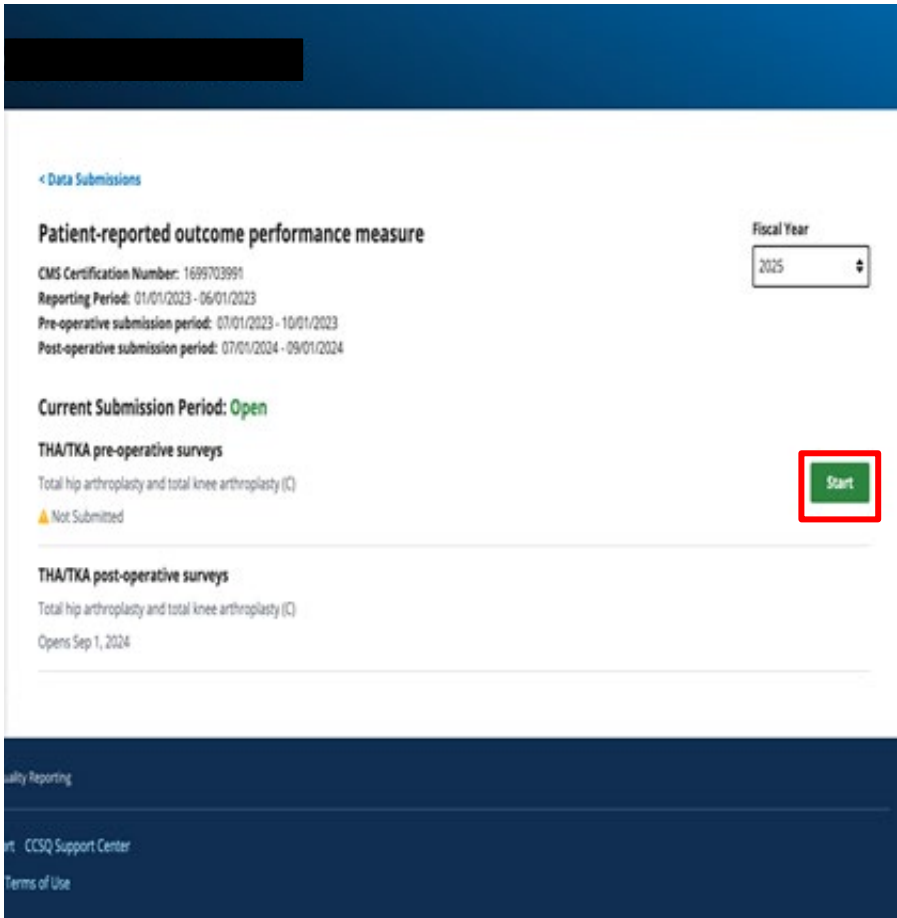 < Data Submissions
Patient-reported outcome performance measure
Fiscal Year
CMS Certification Number: 1699703991
2025
Reporting Period: 01/01/2023 - 06/01/2023
Pre-operative submission period: 07/01/2023 - 10/01/2023
Post-operative submission period: 07/01/2024 - 09/01/2024
Current Submission Period: Open
THA/TKA pre-operative surveys
Total hip arthroplasty and total knee arthroplasty (C)
Start
Not Submitted
THA/TKA post-operative surveys
Total hip arthroplasty and total knee arthroplasty (C)
Opens Sep 1, 2024
uality Reporting
rt CCSQ Support Center
Terms of Use